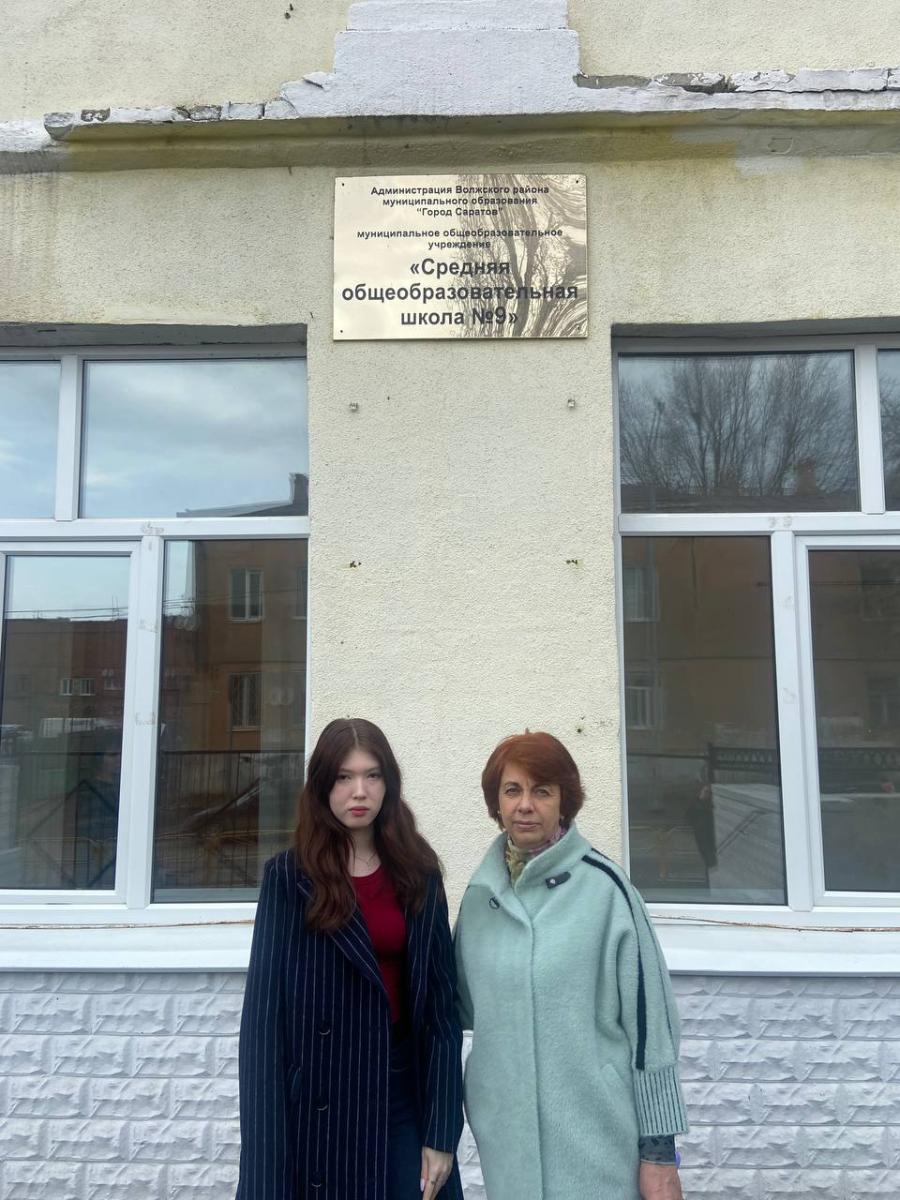 Администрация Волжского района
муниципального образования
"Город Саратов"
муниципальное общеобразовательное
учреждение
«Средняя
общеобразовательная
школа №9»